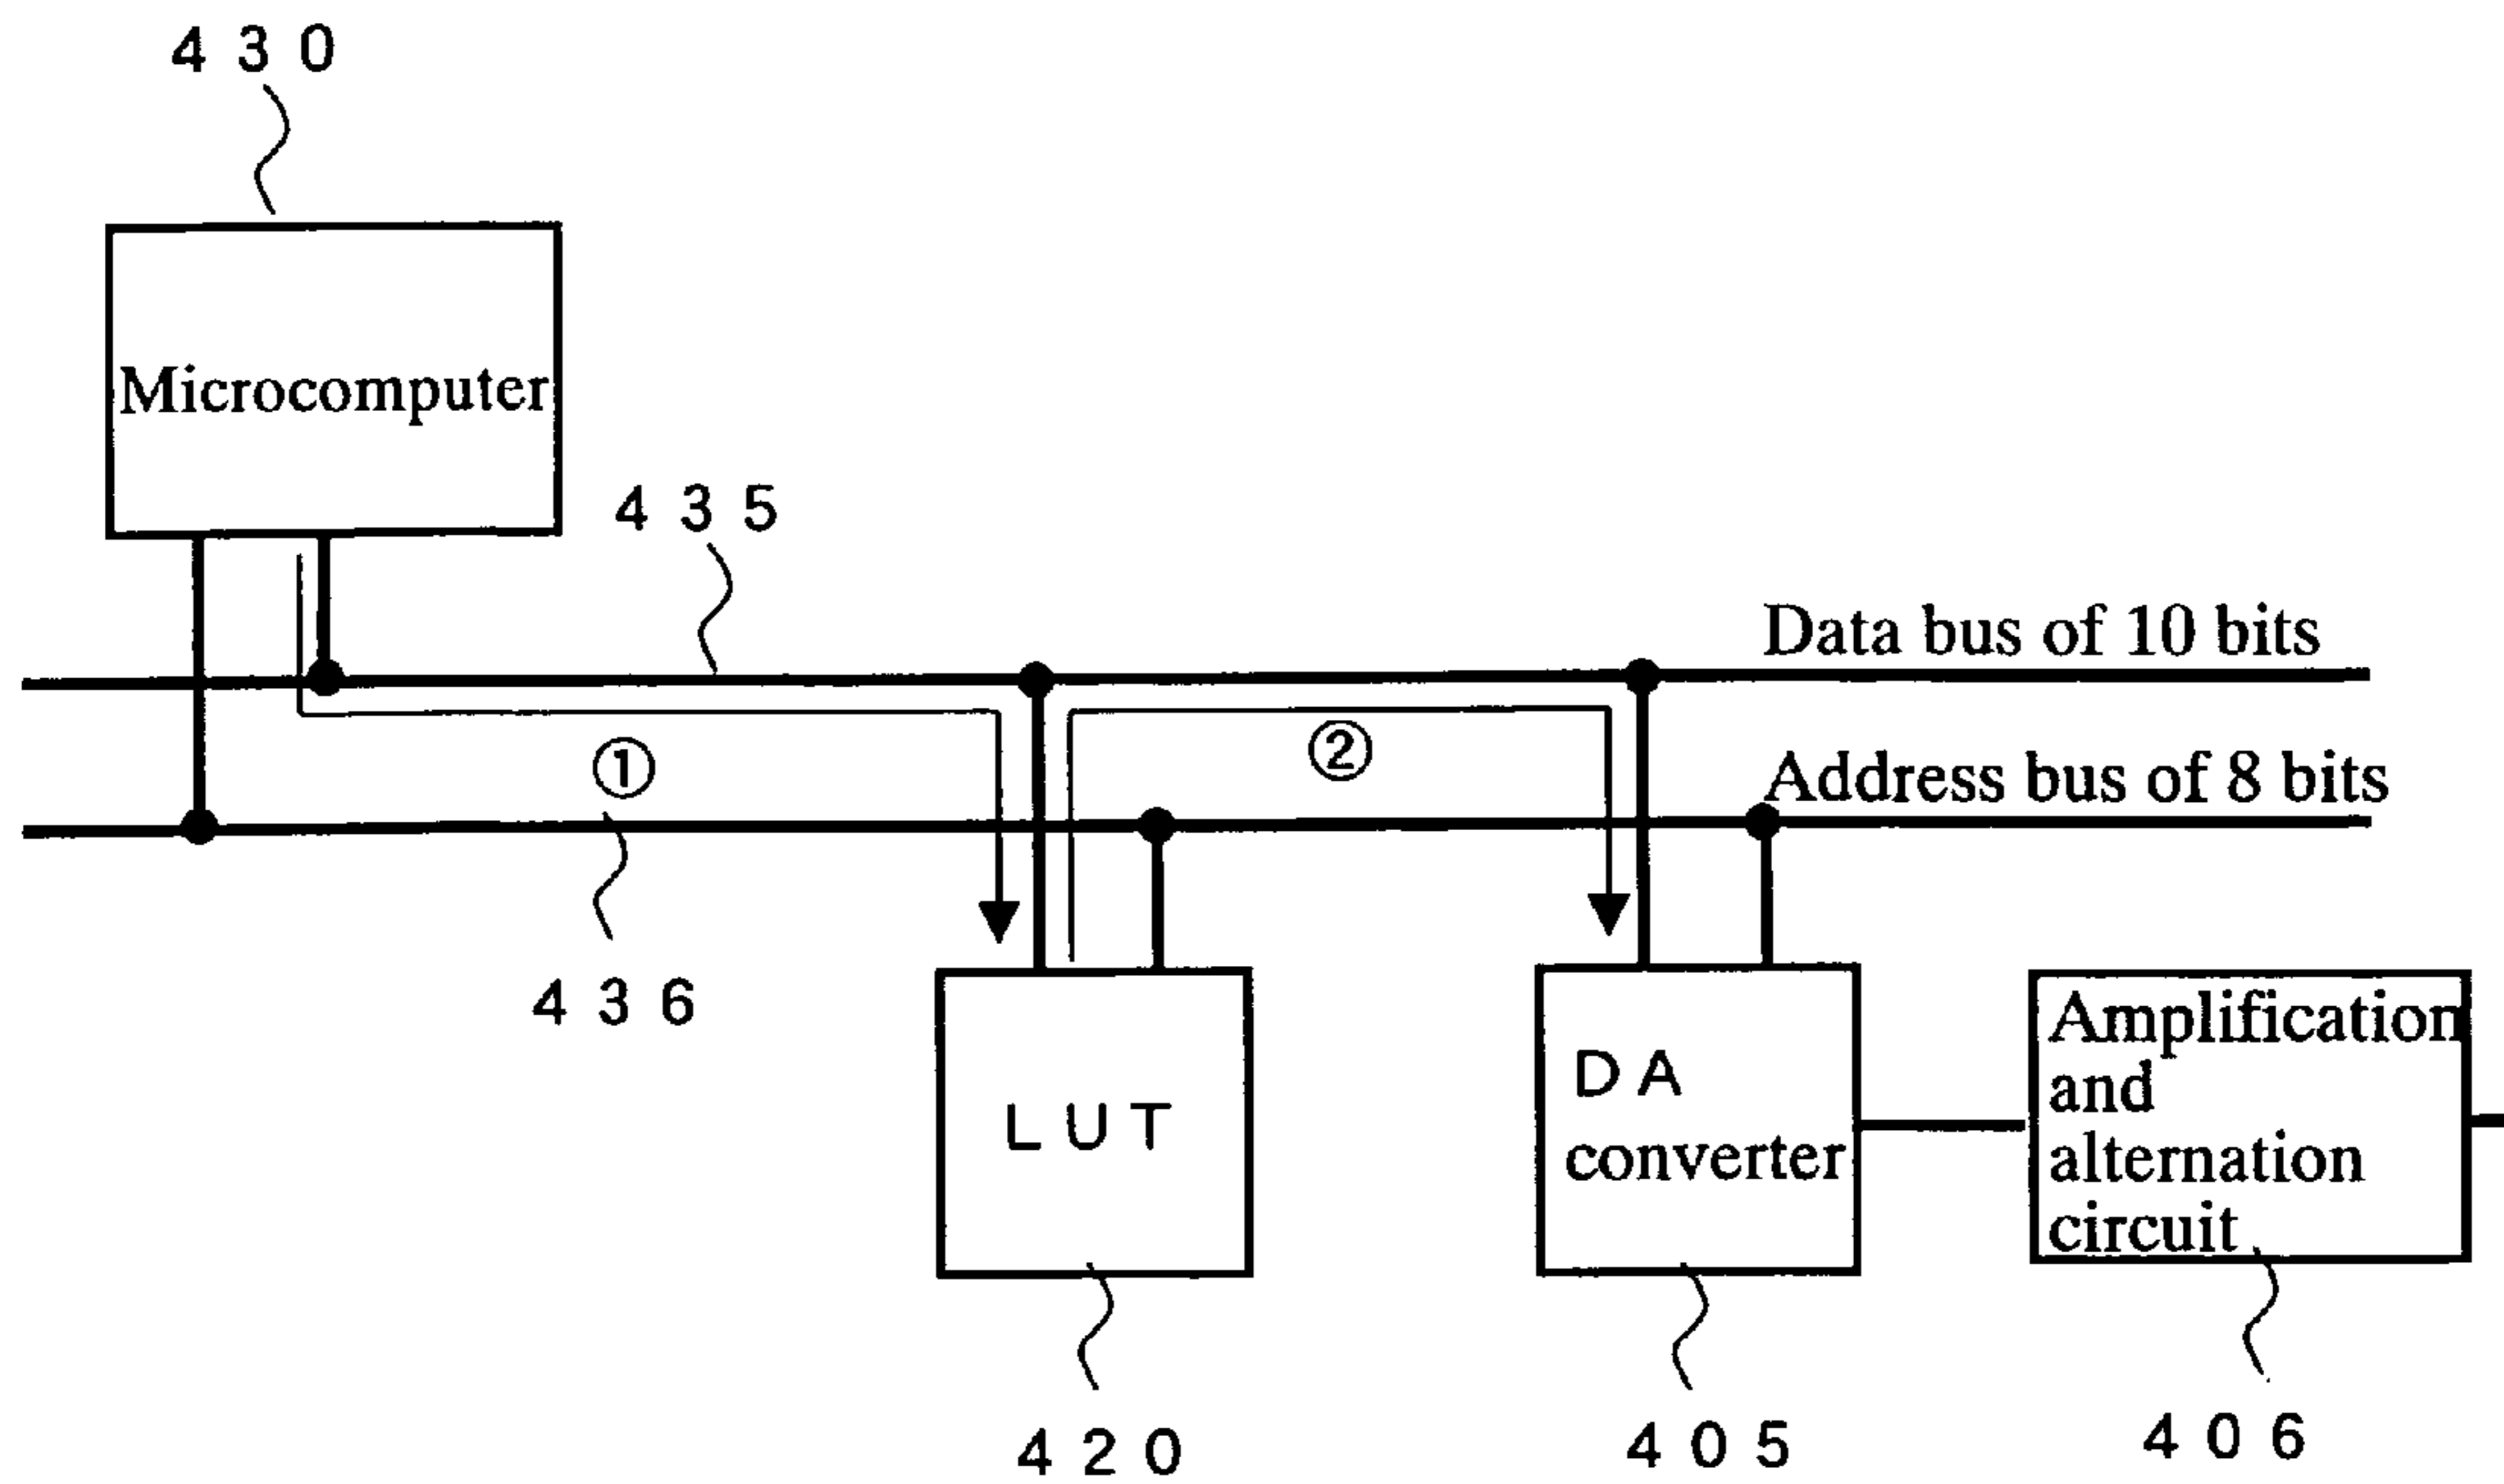 430
Microcomputer
435
Data bus of 10 bits
①
②
Address bus of 8 bits
436
LUT
DA
converter
Amplification
and
alternation
circuit
420
405
406